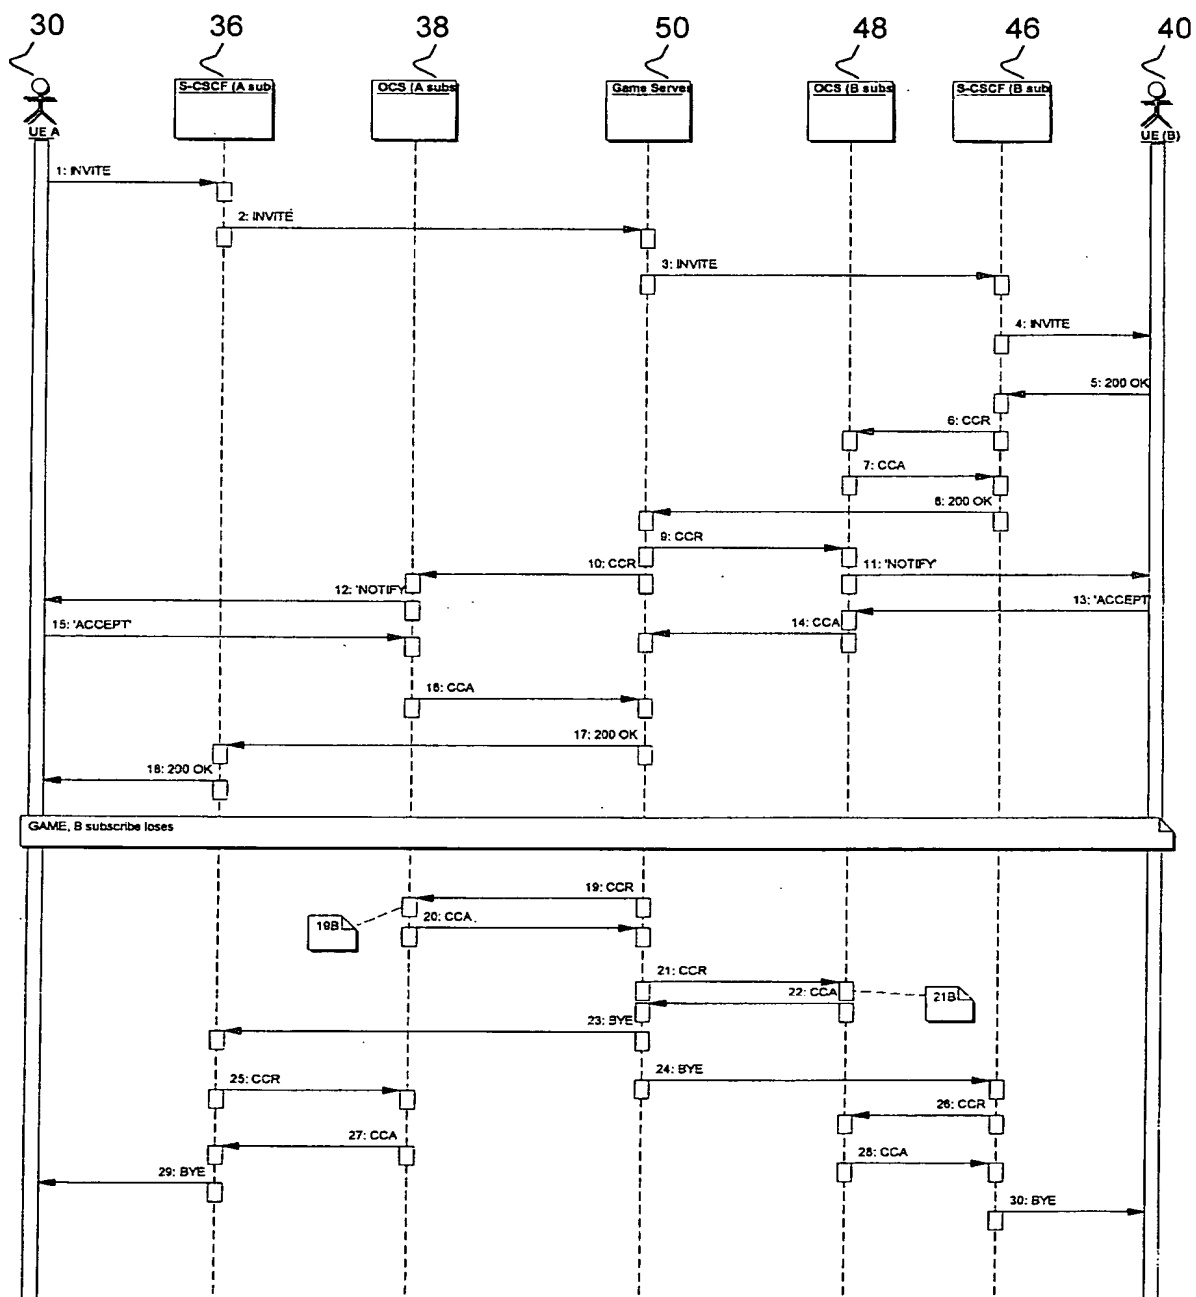 30 36 38 50 48 46 40
S-CSCF (A sub
OCS (A subs
Game Server
OCS (B subs
S-CSCF (B sub
UE A
UE (B)
1: INVITE
2: INVITE
3: INVITE
4: INVITE
5: 200 OK
6: CCR
7: CCA
8: 200 OK
9: CCR
10: CCR
11: 'NOTIFY'
12: 'NOTIFY
13: 'ACCEPT'
15: 'ACCEPT'
14: CCA
16: CCA
17: 200 OK
18: 200 OK
GAME, B subscribe loses
19: CCR
19B
20: CCA
21: CCR
22: CCA
21B
23: BYE
24: BYE
25: CCR
26: CCR
27: CCA
28: CCA
29: BYE
30: BYE